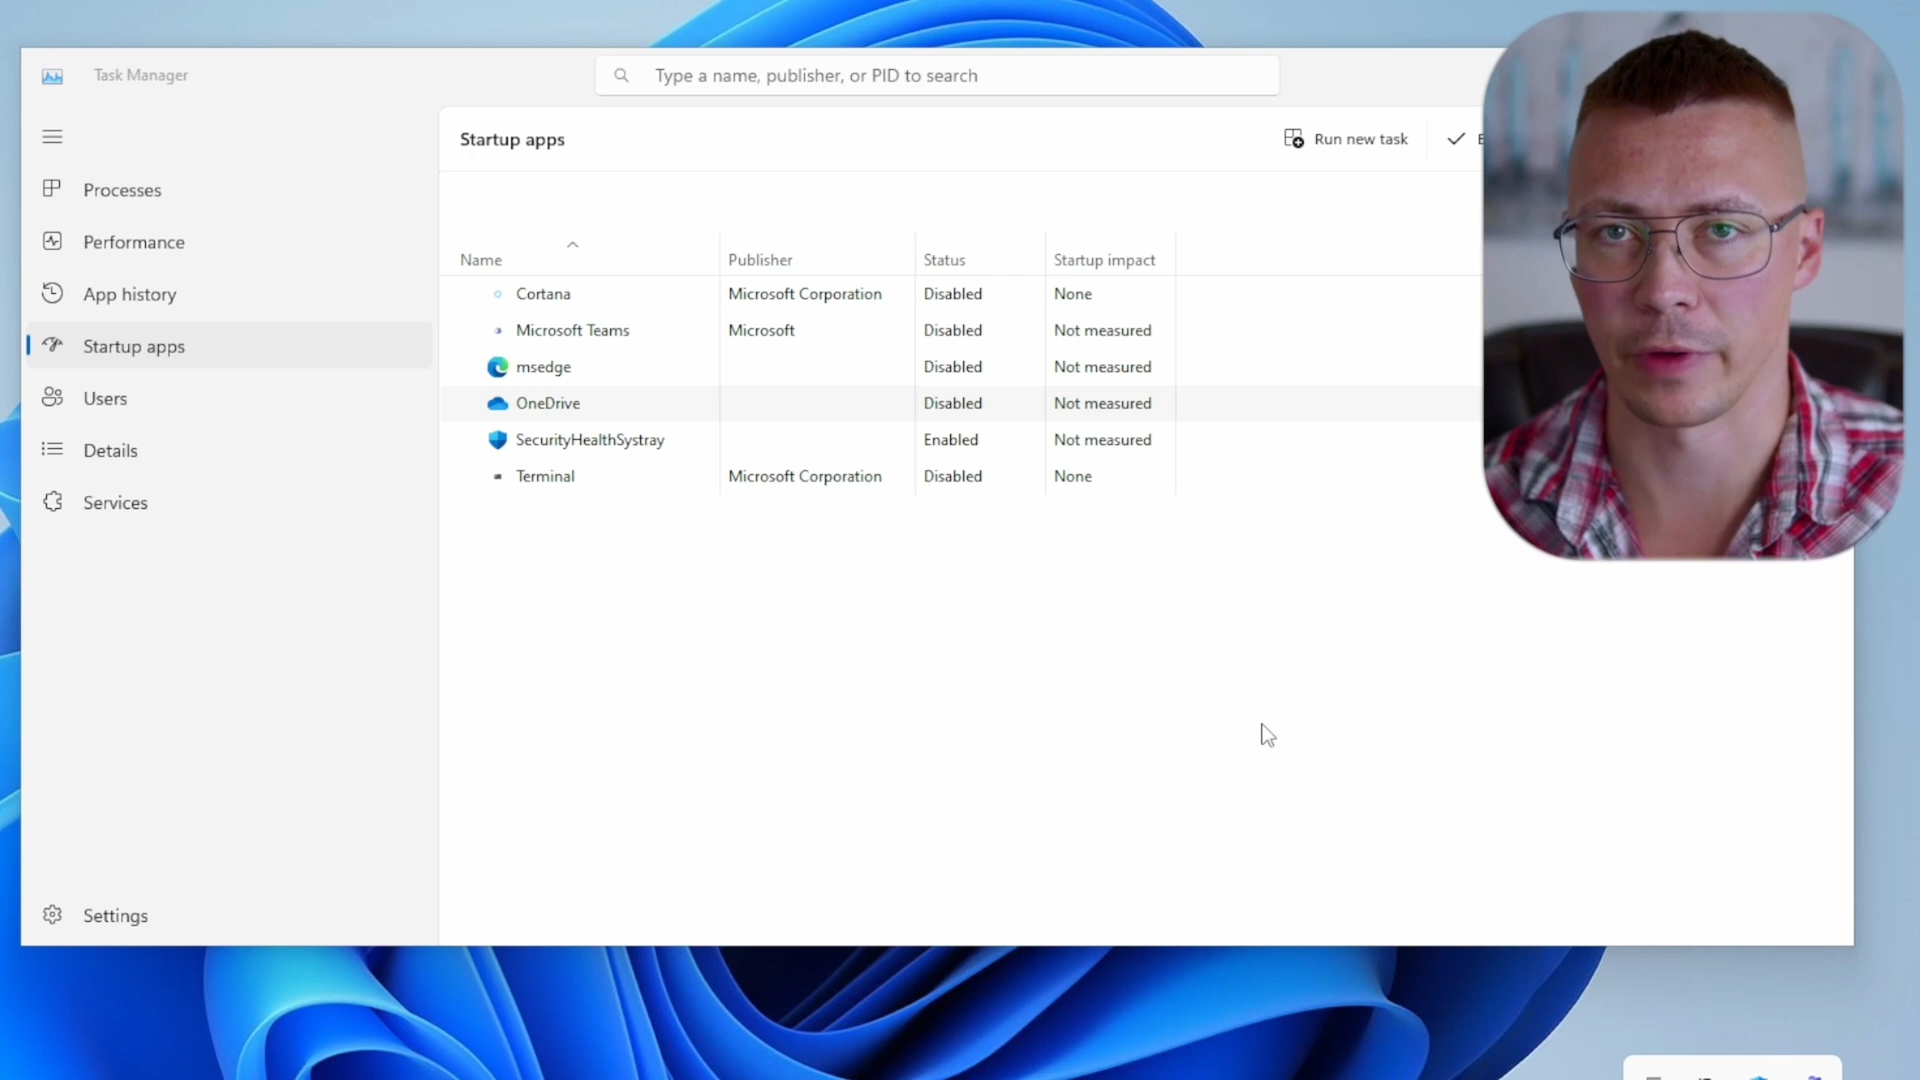 Task Manager
Type a name, publisher, or PID to search
Startup apps
Run new task
Processes
Performance
App history
Startup apps
Users
Details
Services
Settings
Name Publisher Status Startup impact
Cortana Microsoft Corporation Disabled None
Microsoft Teams Microsoft Disabled Not measured
msedge Disabled Not measured
OneDrive Disabled Not measured
SecurityHealthSystray Enabled Not measured
Terminal Microsoft Corporation Disabled None